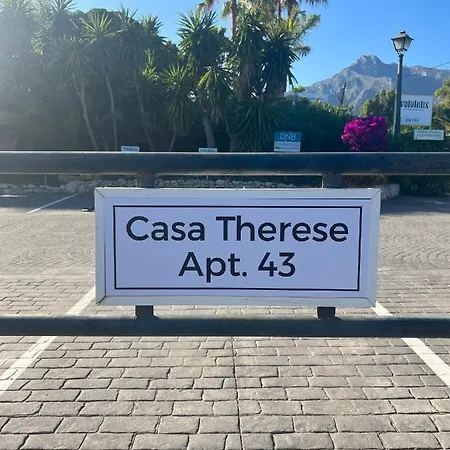 Casa Therese
Apt. 43